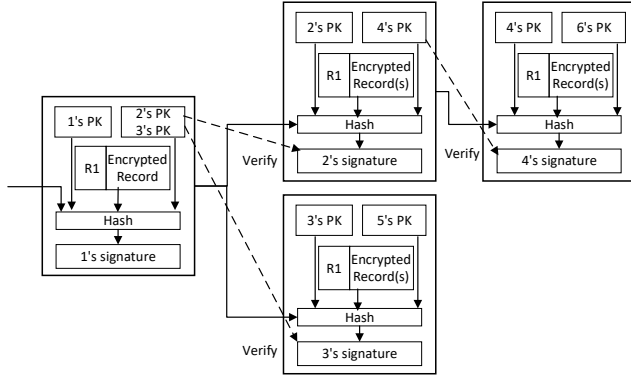 1's PK
2's PK
3's PK
R1
Encrypted
Record
Hash
1's signature
2's PK
4's PK
R1
Encrypted
Record(s)
Hash
Verify
2's signature
4's PK
6's PK
R1
Encrypted
Record(s)
Hash
Verify
4's signature
3's PK
5's PK
R1
Encrypted
Record(s)
Hash
Verify
3's signature